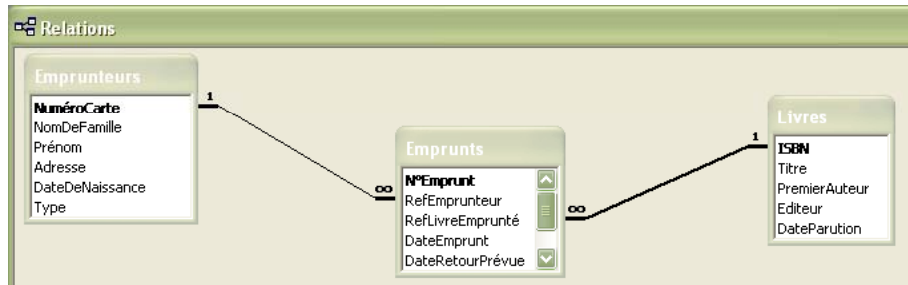 Relations
Emprunteurs
NuméroCarte
NomDeFamille
Prénom
Adresse
DateDeNaissance
Type
1
∞
Emprunts
N°Emprunt
RefEmprunteur
RefLivreEmprunté
DateEmprunt
DateRetourPrévue
∞
1
Livres
ISBN
Titre
PremierAuteur
Editeur
DateParution